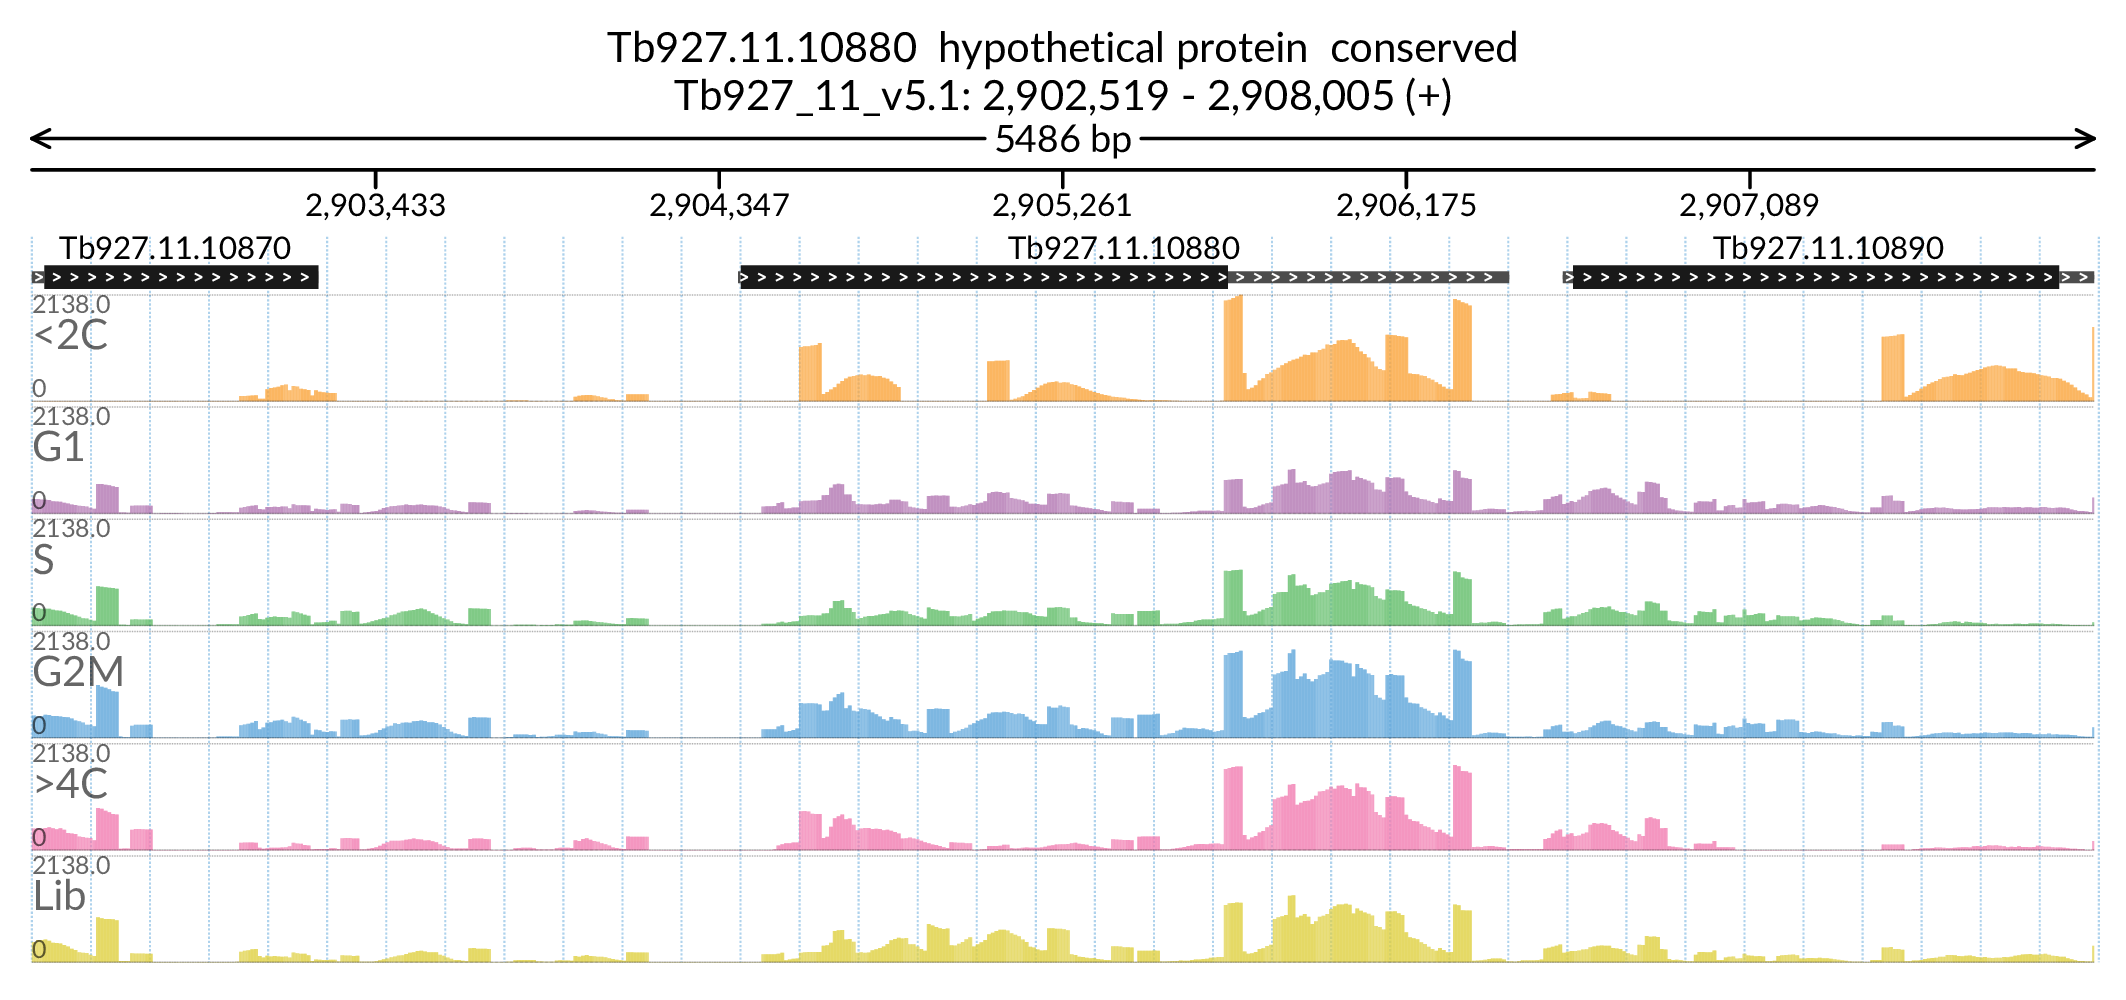 Tb927.11.10880  hypothetical protein  conserved
Tb927_11_v5.1: 2,902,519 - 2,908,005 (+)
5486 bp
2,903,433 2,904,347 2,905,261 2,906,175 2,907,089
Tb927.11.10870 Tb927.11.10880 Tb927.11.10890
2138.0
<2C
0
2138.0
G1
0
2138.0
S
0
2138.0
G2M
0
2138.0
>4C
0
2138.0
Lib
0